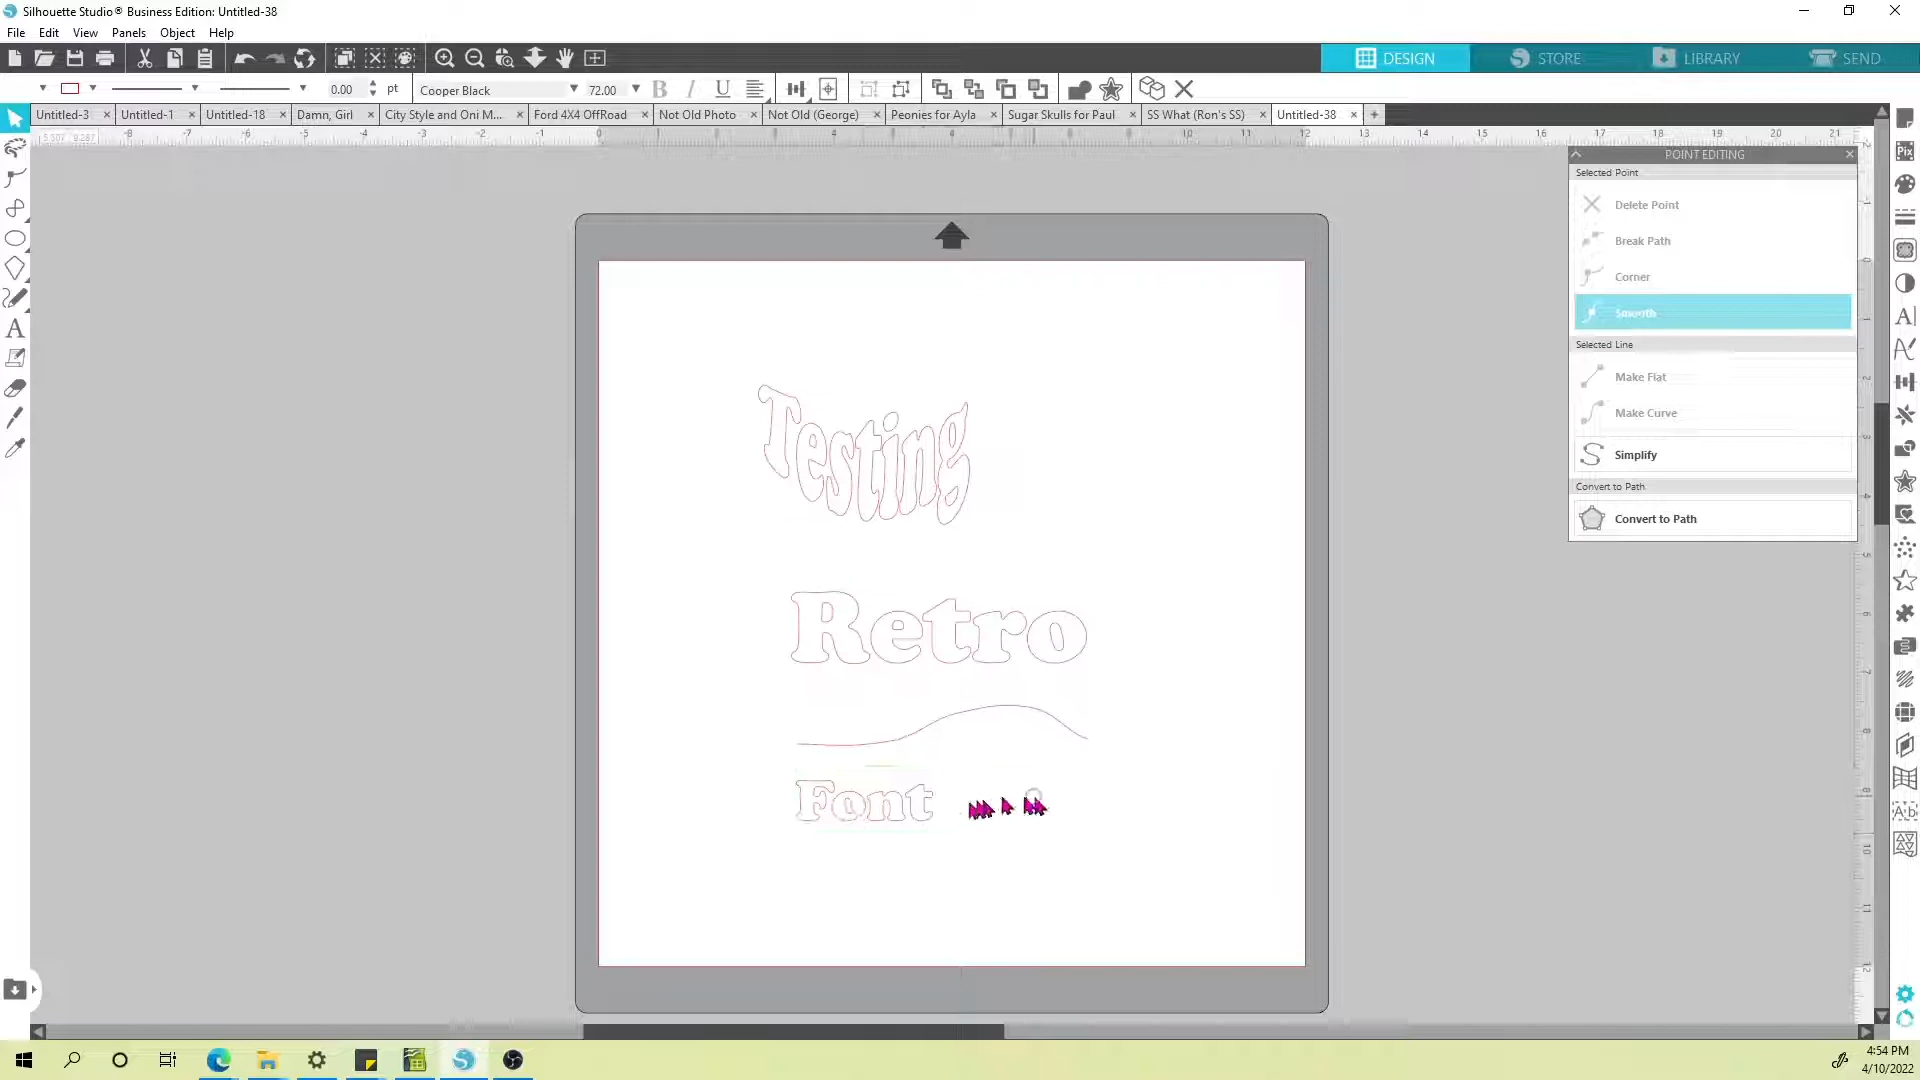 Silhouette Studio® Business Edition: Untitled-38
File Edit View Panels Object Help
DESIGN STORE LIBRARY SEND
0.00 pt Cooper Black 72.00 B I U
Untitled-3 Untitled-1 Untitled-18 Damn, Girl City Style and Oni M... Ford 4X4 OffRoad Not Old Photo Not Old (George) Peonies for Ayla Sugar Skulls for Paul SS What (Ron's SS) Untitled-38
POINT EDITING
Selected Point
Delete Point
Break Path
Corner
Smooth
Selected Line
Make Flat
Make Curve
Simplify
Convert to Path
Convert to Path
Testing
Retro
Font
4:54 PM
4/10/2022